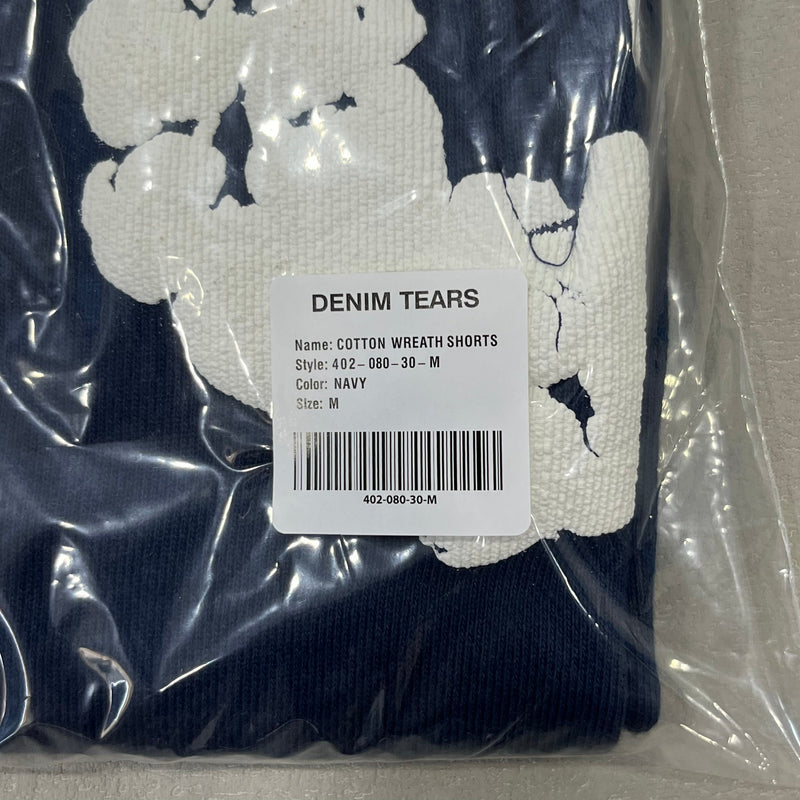 DENIM TEARS
Name: COTTON WREATH SHORTS
Style: 402-080-30-M
Color: NAVY
Size: M
402-080-30-M